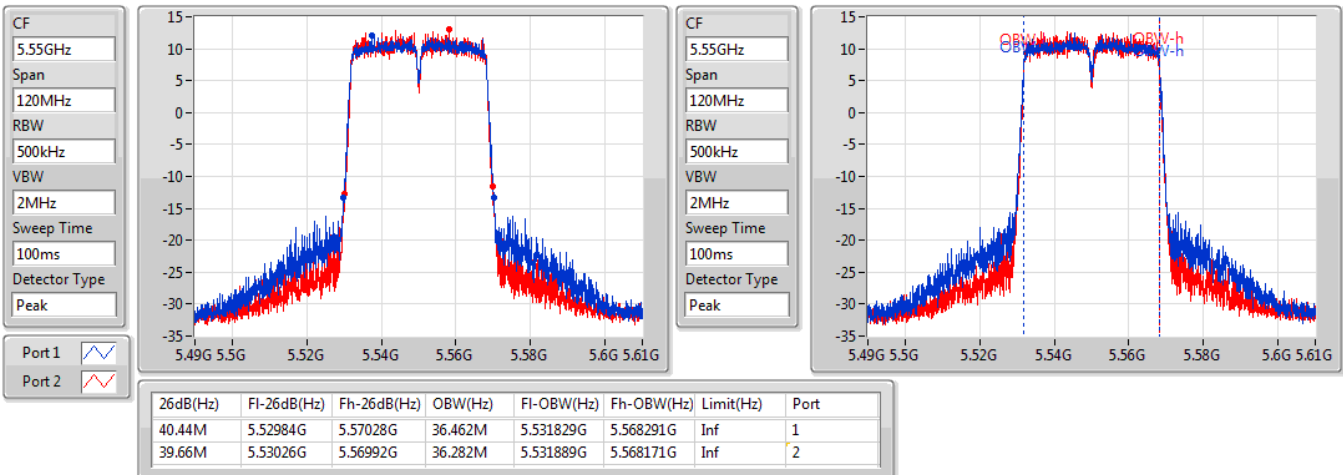 CF
5.55GHz
Span
120MHz
RBW
500kHz
VBW
2MHz
Sweep Time
100ms
Detector Type
Peak
Port 1
Port 2
15
10
5
0
-5
-10
-15
-20
-25
-30
-35
5.49G 5.5G 5.52G 5.54G 5.56G 5.58G 5.6G 5.61G
CF
5.55GHz
Span
120MHz
RBW
500kHz
VBW
2MHz
Sweep Time
100ms
Detector Type
Peak
15
10
5
0
-5
-10
-15
-20
-25
-30
-35
OBW-h
5.49G 5.5G 5.52G 5.54G 5.56G 5.58G 5.6G 5.61G
26dB(Hz) Fl-26dB(Hz) Fh-26dB(Hz) OBW(Hz) Fl-OBW(Hz) Fh-OBW(Hz) Limit(Hz) Port
40.44M 5.52984G 5.57028G 36.462M 5.531829G 5.568291G Inf 1
39.66M 5.53026G 5.56992G 36.282M 5.531889G 5.568171G Inf 2